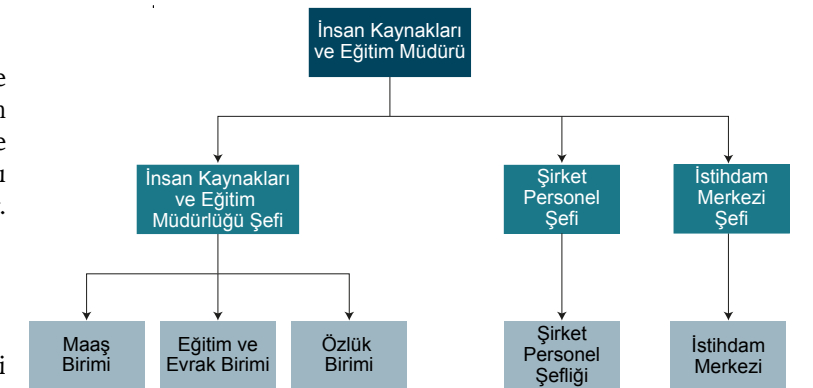 İnsan Kaynakları
ve Eğitim Müdürü
e
n
e
ı
.
İnsan Kaynakları
ve Eğitim
Müdürlüğü Şefi
Şirket
Personel
Şefi
İstihdam
Merkezi
Şefi
Maaş
Birimi
Eğitim ve
Evrak Birimi
Özlük
Birimi
Şirket
Personel
Şefliği
İstihdam
Merkezi
i